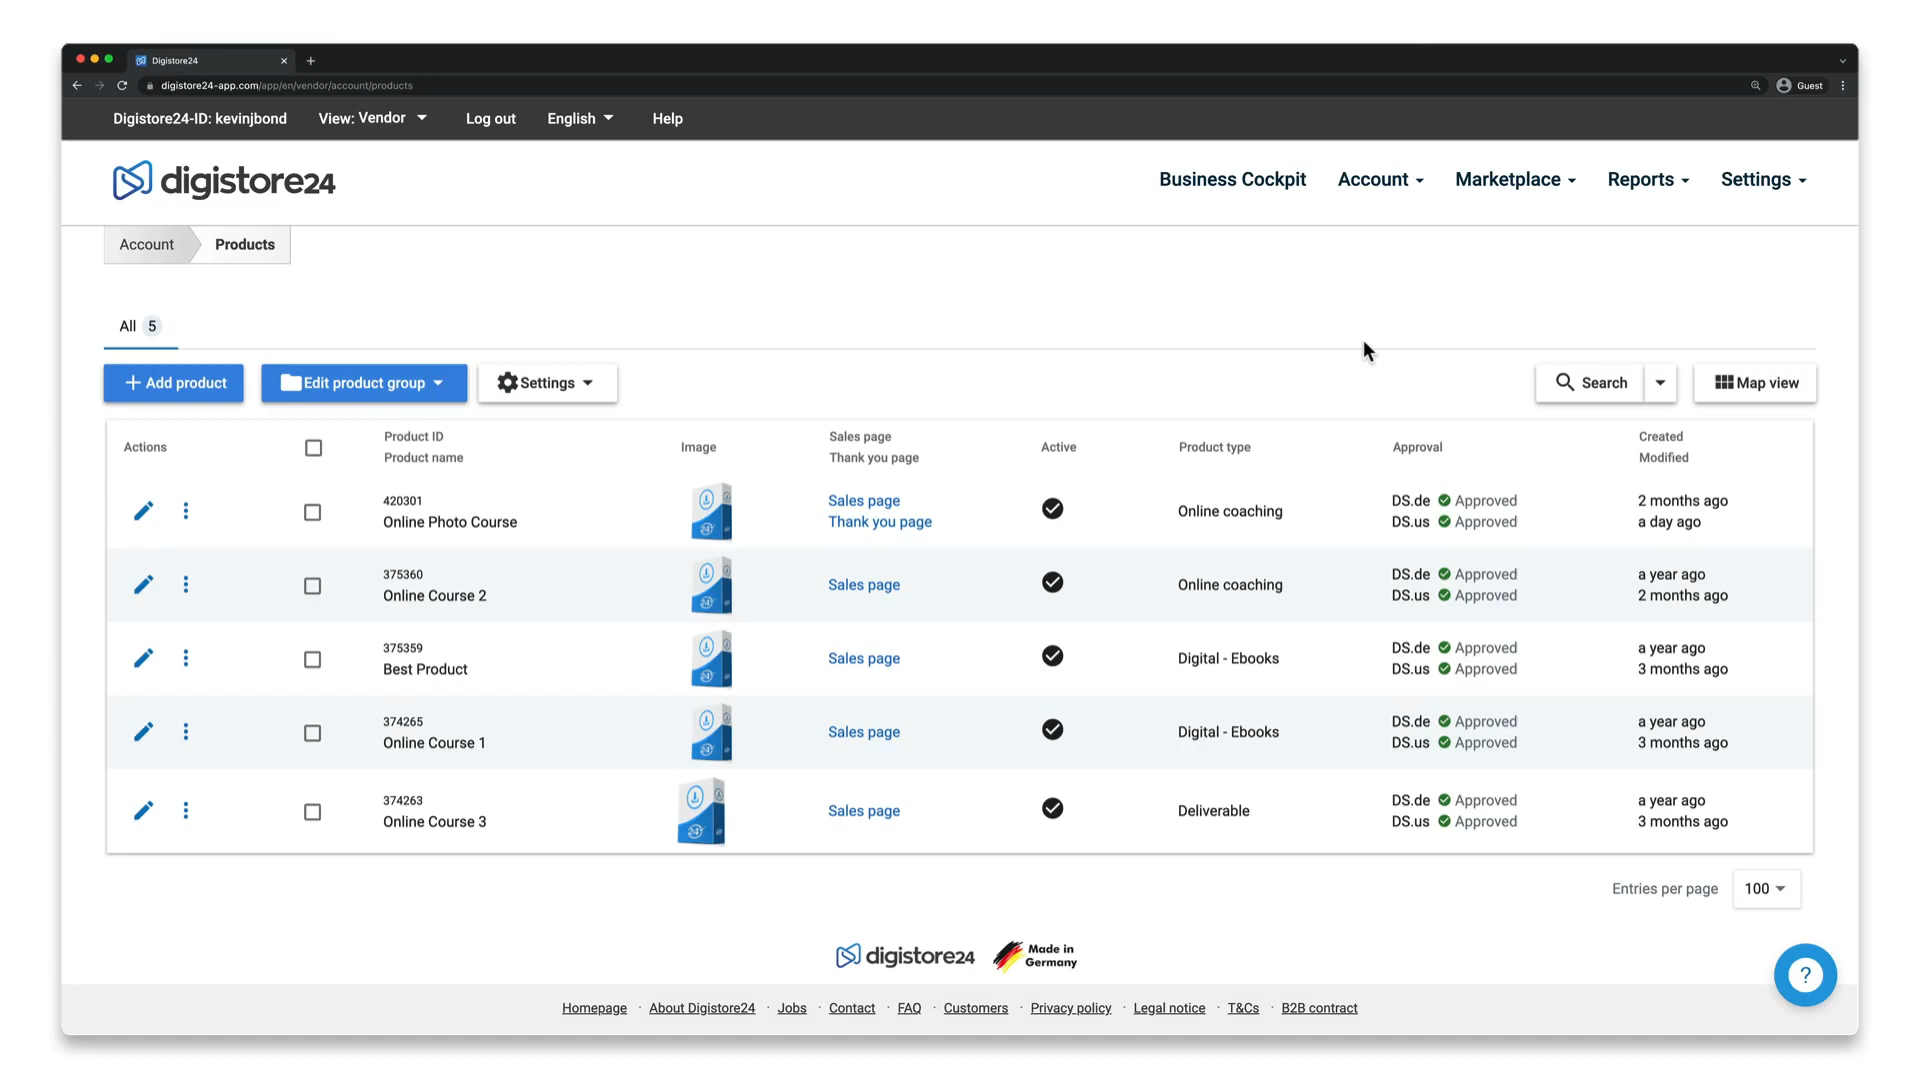 Digistore24
digistore24-app.com/app/en/vendor/account/products
Guest
Digistore24-ID: kevinjbond
View: Vendor
Log out
English
Help
digistore24
Business Cockpit
Account
Marketplace
Reports
Settings
Account
Products
All 5
+ Add product
Edit product group
Settings
Search
Map view
Actions
Product ID
Product name
Image
Sales page
Thank you page
Active
Product type
Approval
Created
Modified
420301
Online Photo Course
24
Sales page
Thank you page
Online coaching
DS.de Approved
DS.us Approved
2 months ago
a day ago
375360
Online Course 2
24
Sales page
Online coaching
DS.de Approved
DS.us Approved
a year ago
2 months ago
375359
Best Product
24
Sales page
Digital - Ebooks
DS.de Approved
DS.us Approved
a year ago
3 months ago
374265
Online Course 1
24
Sales page
Digital - Ebooks
DS.de Approved
DS.us Approved
a year ago
3 months ago
374263
Online Course 3
24
Sales page
Deliverable
DS.de Approved
DS.us Approved
a year ago
3 months ago
Entries per page
100
digistore24
Made in
Germany
?
Homepage · About Digistore24 · Jobs · Contact · FAQ · Customers · Privacy policy · Legal notice · T&Cs · B2B contract